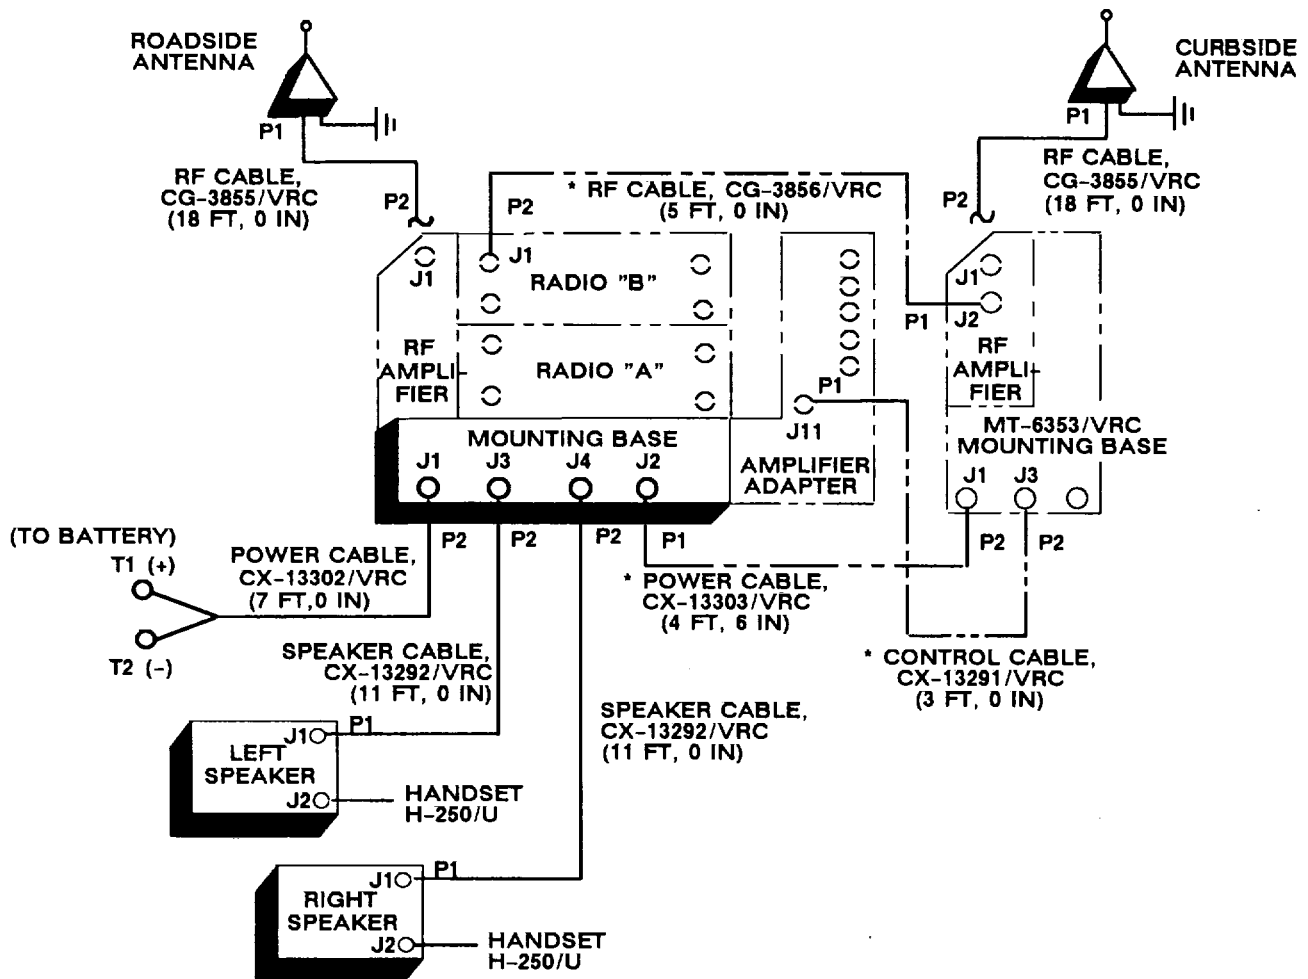 ROADSIDE
ANTENNA
CURBSIDE
ANTENNA
P1
P1
RF CABLE,
CG-3855/VRC
(18 FT, 0 IN)
P2
P2
* RF CABLE, CG-3856/VRC
(5 FT, 0 IN)
P2
RF CABLE,
CG-3855/VRC
(18 FT, 0 IN)
J1
J1
RADIO "B"
J1
P1
J2
RF
AMPLI-
FIER
RADIO "A"
P1
J11
RF
AMPLI-
FIER
MT-6353/VRC
MOUNTING BASE
MOUNTING BASE
J1
J3
J4
J2
AMPLIFIER
ADAPTER
J1
J3
P2
P2
P2
P1
P2
P2
(TO BATTERY)
T1 (+)
T2 (-)
POWER CABLE,
CX-13302/VRC
(7 FT,0 IN)
* POWER CABLE,
CX-13303/VRC
(4 FT, 6 IN)
SPEAKER CABLE,
CX-13292/VRC
(11 FT, 0 IN)
* CONTROL CABLE,
CX-13291/VRC
(3 FT, 0 IN)
SPEAKER CABLE,
CX-13292/VRC
(11 FT, 0 IN)
P1
J1
LEFT
SPEAKER
J2
HANDSET
H-250/U
P1
J1
RIGHT
SPEAKER
J2
HANDSET
H-250/U